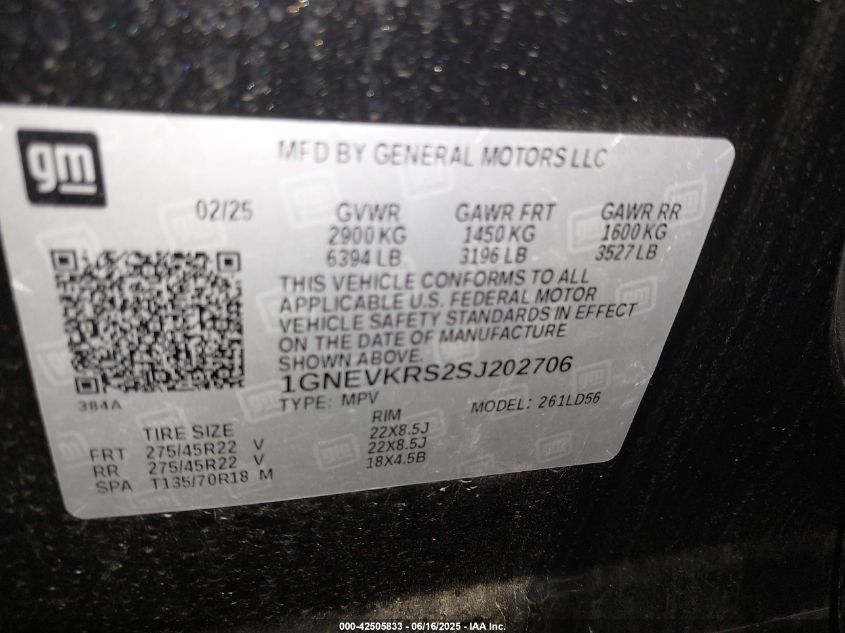 gm
MFD BY GENERAL MOTORS LLC
02/25 GVWR GAWR FRT GAWR RR
2900 KG 1450 KG 1600 KG
6394 LB 3196 LB 3527 LB
THIS VEHICLE CONFORMS TO ALL
APPLICABLE U.S. FEDERAL MOTOR
VEHICLE SAFETY STANDARDS IN EFFECT
ON THE DATE OF MANUFACTURE
SHOWN ABOVE.
1GNEVKRS2SJ202706
384A
TYPE: MPV MODEL: 261LD56
TIRE SIZE RIM
FRT 275/45R22 V 22X8.5J
RR 275/45R22 V 22X8.5J
SPA T135/70R18 M 18X4.5B
000-42505833 - 06/16/2025 - IAA Inc.